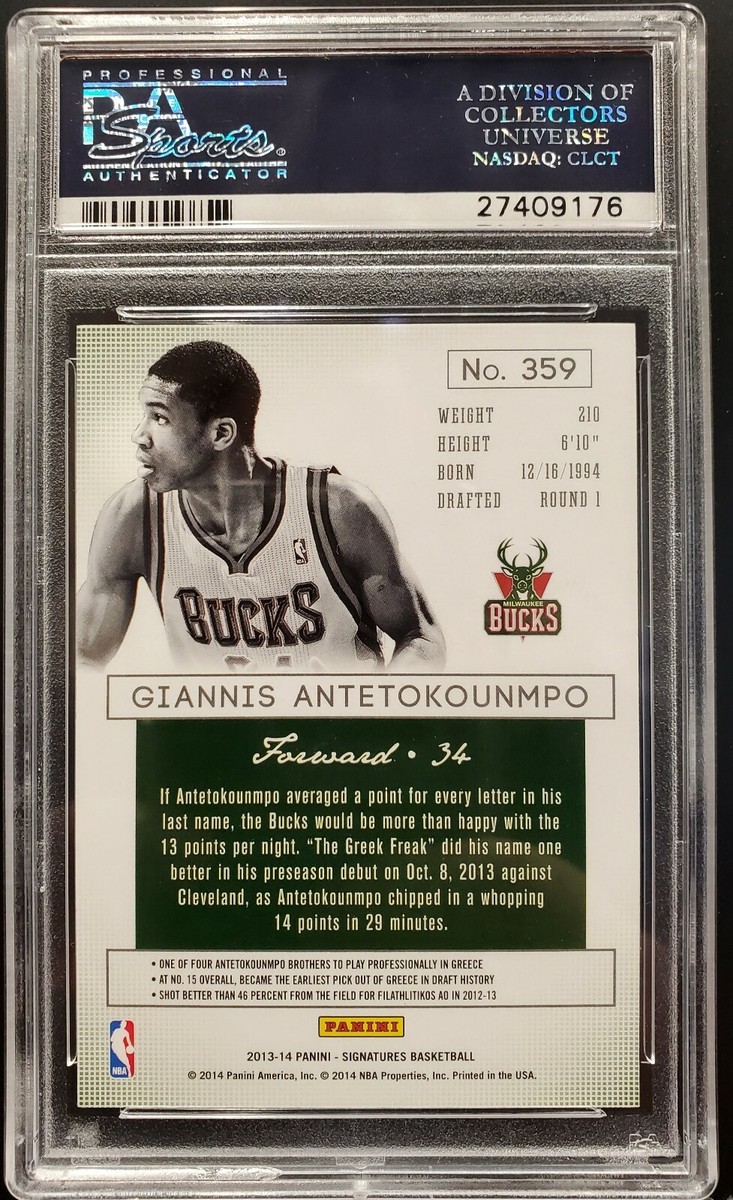 PROFESSIONAL
PSA
Sports
AUTHENTICATOR
A DIVISION OF
COLLECTORS
UNIVERSE
NASDAQ: CLCT
27409176
No. 359
WEIGHT 210
HEIGHT 6'10"
BORN 12/16/1994
DRAFTED ROUND 1
BUCKS
MILWAUKEE
BUCKS
GIANNIS ANTETOKOUNMPO
Forward • 34
If Antetokounmpo averaged a point for every letter in his
last name, the Bucks would be more than happy with the
13 points per night. “The Greek Freak” did his name one
better in his preseason debut on Oct. 8, 2013 against
Cleveland, as Antetokounmpo chipped in a whopping
14 points in 29 minutes.
• ONE OF FOUR ANTETOKOUNMPO BROTHERS TO PLAY PROFESSIONALLY IN GREECE
• AT NO. 15 OVERALL, BECAME THE EARLIEST PICK OUT OF GREECE IN DRAFT HISTORY
• SHOT BETTER THAN 46 PERCENT FROM THE FIELD FOR FILATHLITIKOS AO IN 2012-13
PANINI
NBA
2013-14 PANINI - SIGNATURES BASKETBALL
© 2014 Panini America, Inc. © 2014 NBA Properties, Inc. Printed in the USA.